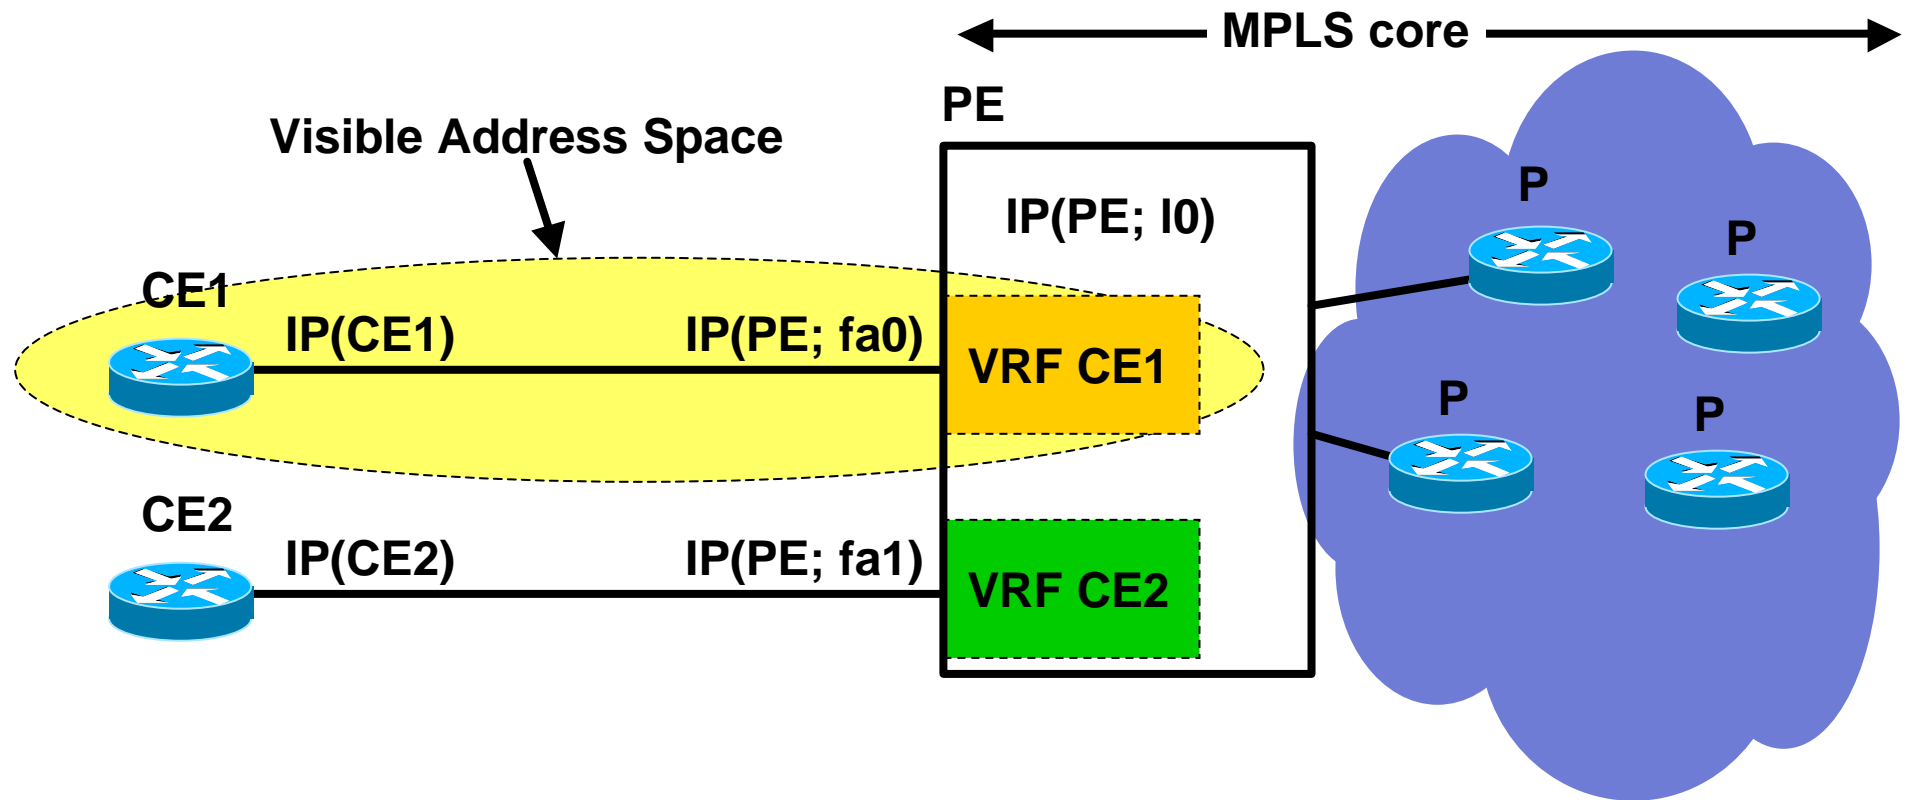 MPLS core
PE
Visible Address Space
P
IP(PE; l0)
P
CE1
IP(CE1)
IP(PE; fa0)
VRF CE1
P
P
CE2
IP(CE2)
IP(PE; fa1)
VRF CE2